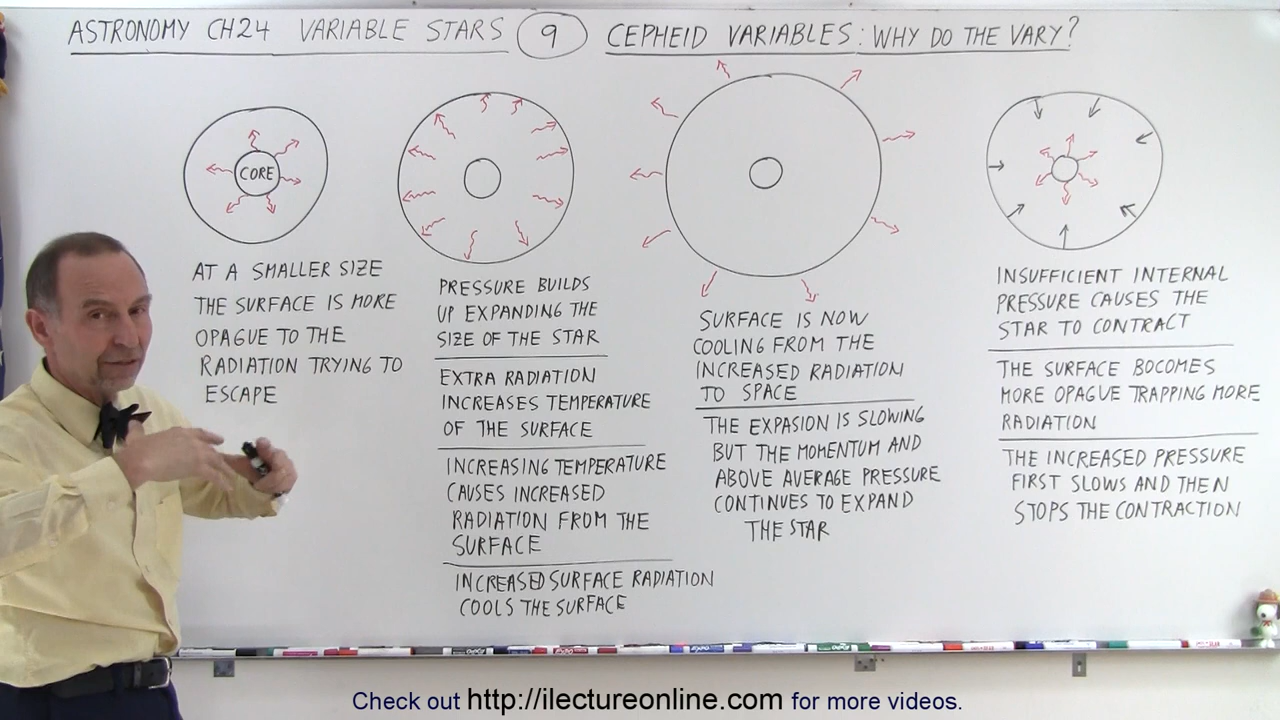 ASTRONOMY CH24 VARIABLE STARS 9 CEPHEID VARIABLES: WHY DO THE VARY?
CORE
AT A SMALLER SIZE
THE SURFACE IS MORE
OPAGUE TO THE
RADIATION TRYING TO
ESCAPE
PRESSURE BUILDS
UP EXPANDING THE
SIZE OF THE STAR
EXTRA RADIATION
INCREASES TEMPERATURE
OF THE SURFACE
INCREASING TEMPERATURE
CAUSES INCREASED
RADIATION FROM THE
SURFACE
INCREASED SURFACE RADIATION
COOLS THE SURFACE
SURFACE IS NOW
COOLING FROM THE
INCREASED RADIATION
TO SPACE
THE EXPASION IS SLOWING
BUT THE MOMENTUM AND
ABOVE AVERAGE PRESSURE
CONTINUES TO EXPAND
THE STAR
INSUFFICIENT INTERNAL
PRESSURE CAUSES THE
STAR TO CONTRACT
THE SURFACE BOCOMES
MORE OPAGUE TRAPPING MORE
RADIATION
THE INCREASED PRESSURE
FIRST SLOWS AND THEN
STOPS THE CONTRACTION
Check out http://ilectureonline.com for more videos.